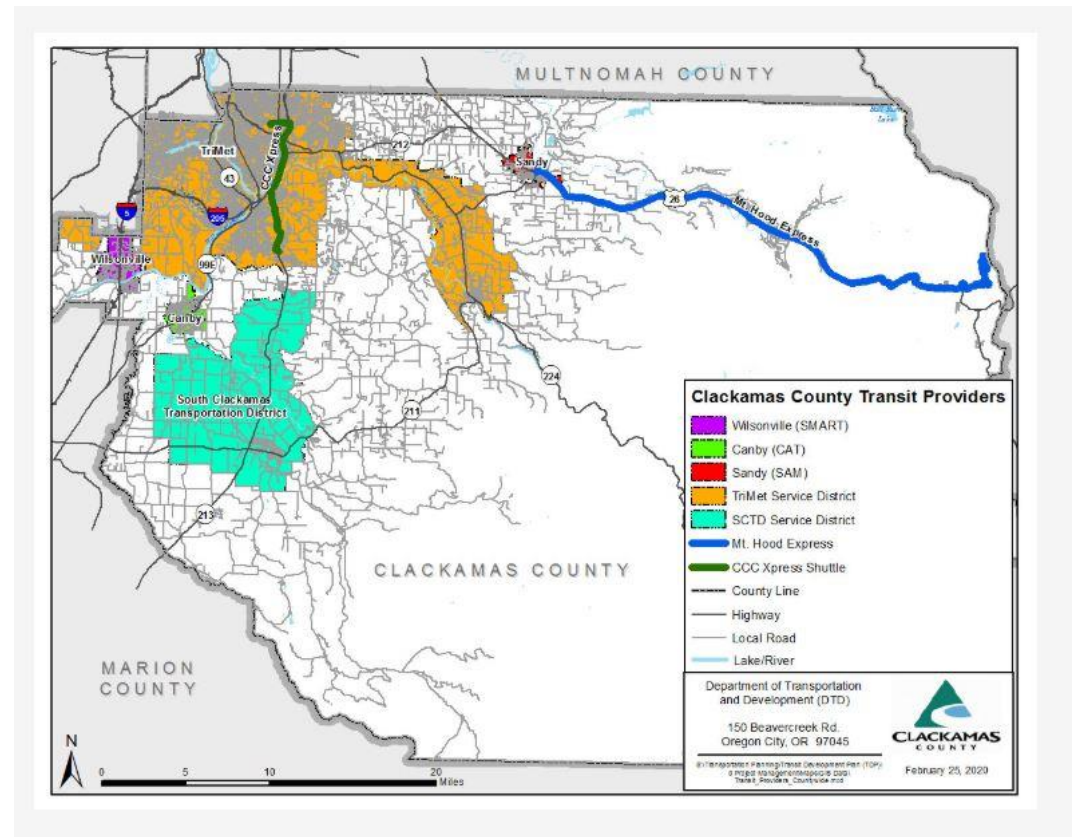 MULTNOMAH COUNTY
212
Sandy
TriMet
CCC Xpress
43
26
Mt. Hood Express
5
205
Wilsonville
99E
Canby
South Clackamas
Transportation District
224
211
213
CLACKAMAS COUNTY
MARION
COUNTY
Clackamas County Transit Providers
Wilsonville (SMART)
Canby (CAT)
Sandy (SAM)
TriMet Service District
SCTD Service District
Mt. Hood Express
CCC Xpress Shuttle
County Line
Highway
Local Road
Lake/River
Department of Transportation
and Development (DTD)
150 Beavercreek Rd.
Oregon City, OR 97045
Transit_Providers_Countywide.mxd
CLACKAMAS
COUNTY
February 25, 2020
N
0 5 10 20
Miles